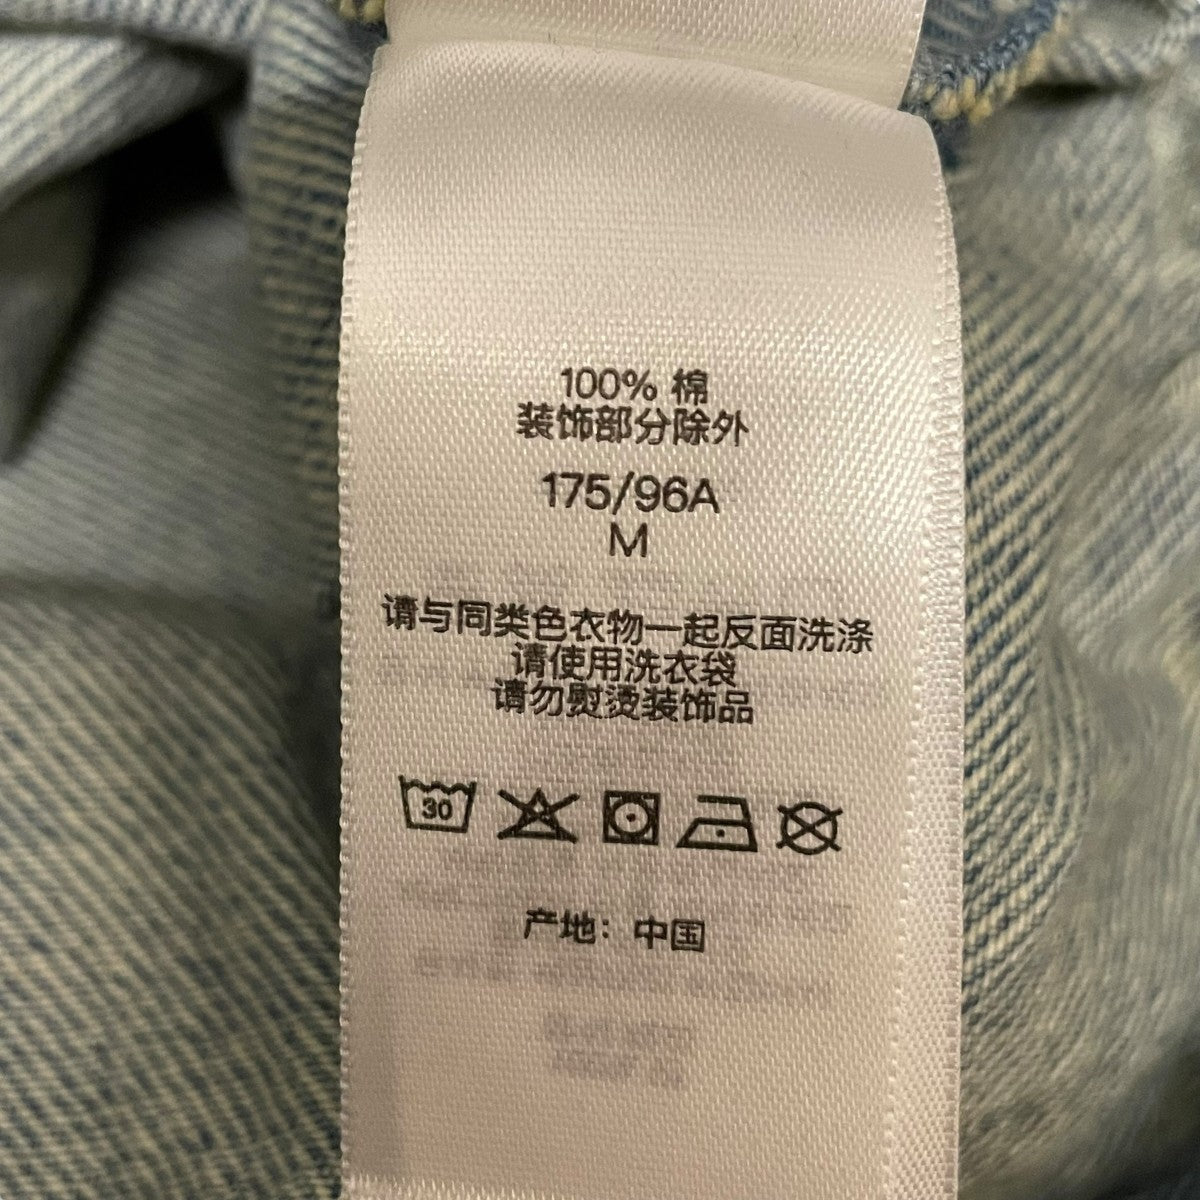 100% 棉
装饰部分除外
175/96A
M
请与同类色衣物一起反面洗涤
请使用洗衣袋
请勿熨烫装饰品
30
产地：中国